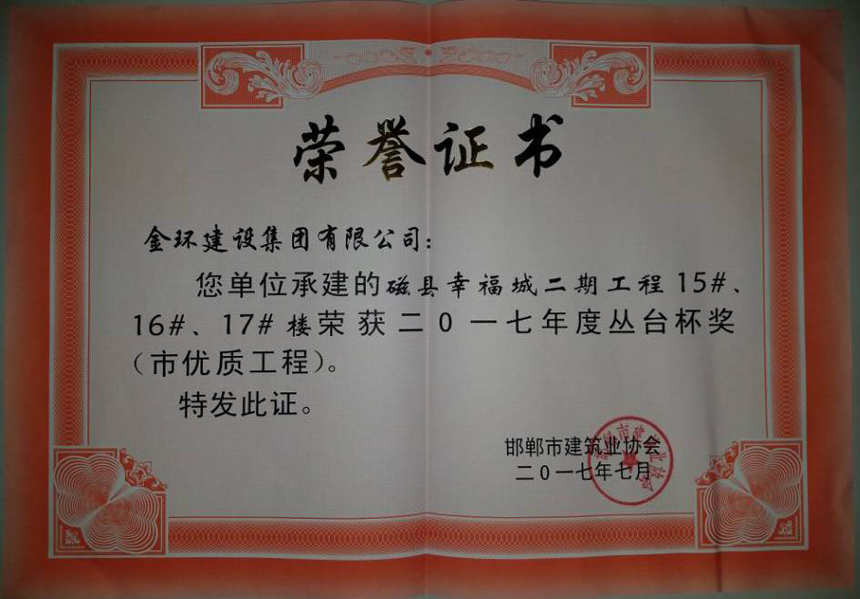 荣誉证书
金环建设集团有限公司：
您单位承建的磁县幸福城二期工程15#、
16#、17#楼荣获二0一七年度丛台杯奖
（市优质工程）。
特发此证。
邯郸市建筑业协会
二0一七年七月